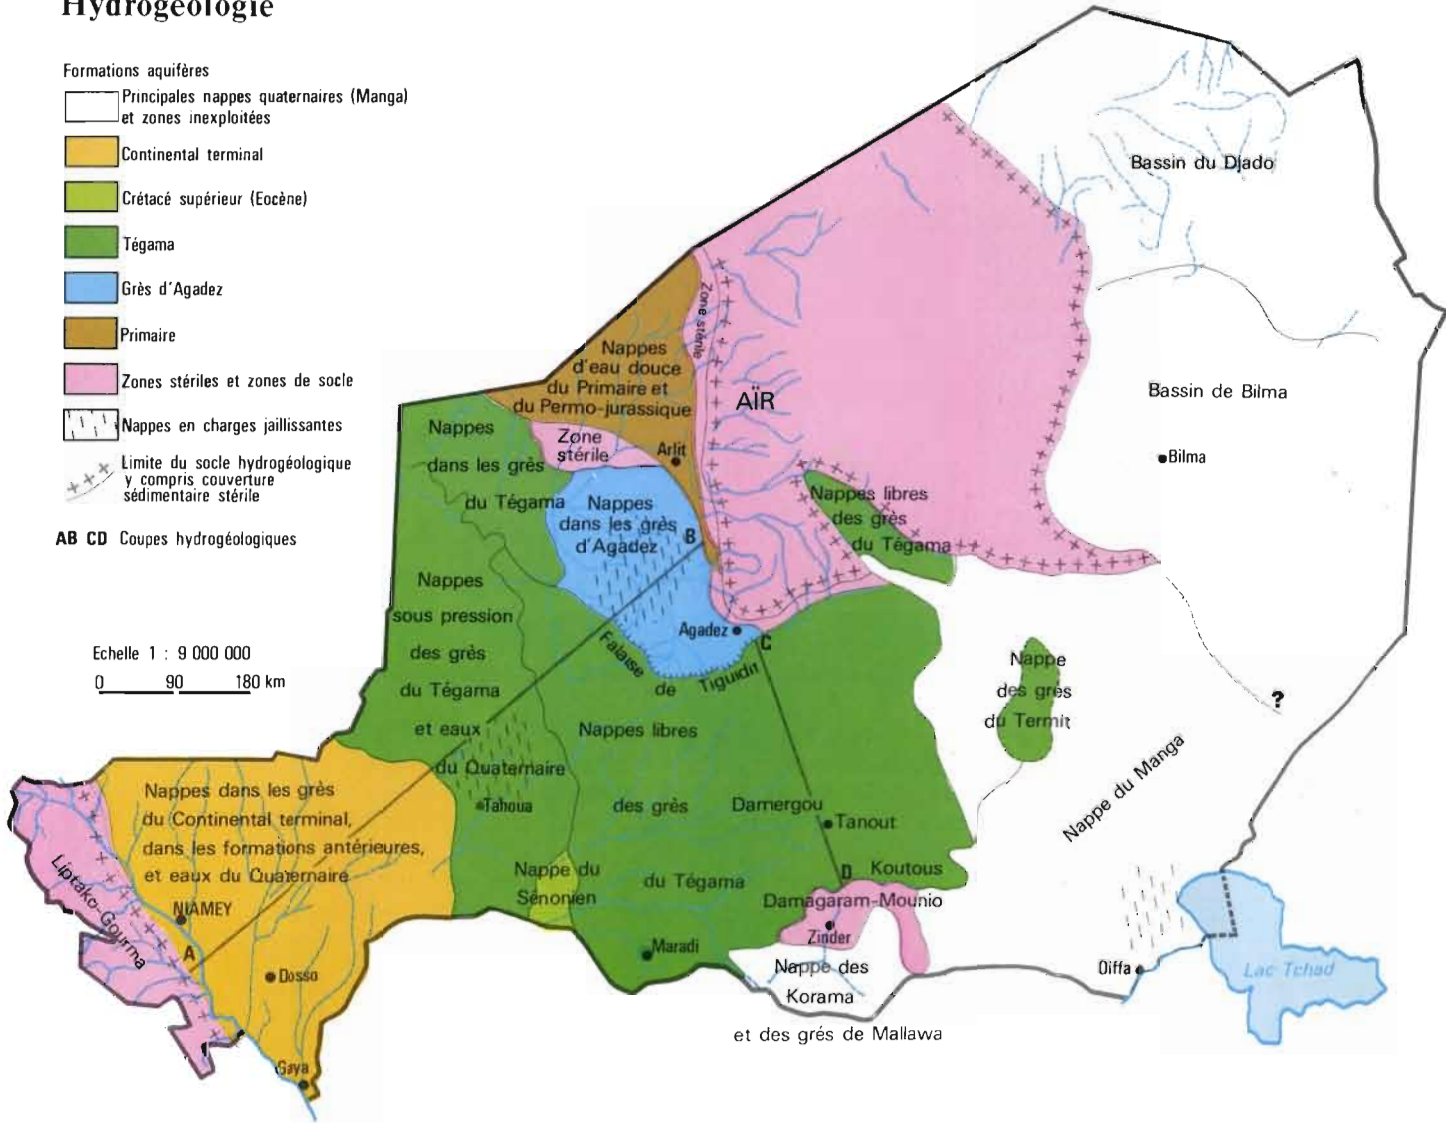 Hydrogéologie
Formations aquifères
Principales nappes quaternaires (Manga)
et zones inexploitées
Continental terminal
Crétacé supérieur (Eocène)
Tégama
Grès d'Agadez
Primaire
Zones stériles et zones de socle
Nappes en charges jaillissantes
Limite du socle hydrogéologique
y compris couverture
sédimentaire stérile
AB CD Coupes hydrogéologiques
Echelle 1 : 9 000 000
0 90 180 km
Bassin du Djado
Zone stérile
Nappes
d'eau douce
du Primaire et
du Permo-jurassique
AÏR
Bassin de Bilma
Bilma
Zone
stérile
Arlit
Nappes
dans les grès
du Tégama
Nappes
dans les grès
d'Agadez
B
Nappes libres
des grès
du Tégama
Nappes
sous pression
des grès
du Tégama
et eaux
du Quaternaire
Tahoua
Agadez
C
Falaise
de
Tiguidit
Nappe
des grès
du Termit
?
Nappes libres
des grès
du Tégama
Damergou
Tanout
Koutous
D
Damagaram-Mounio
Zinder
Nappe du Manga
Nappes dans les grès
du Continental terminal,
dans les formations antérieures,
et eaux du Quaternaire
Liptako-Gourma
NIAMEY
A
Dosso
Gaya
Nappe du
Sénonien
Maradi
Nappe des
Korama
et des grés de Mallawa
Diffa
Lac Tchad